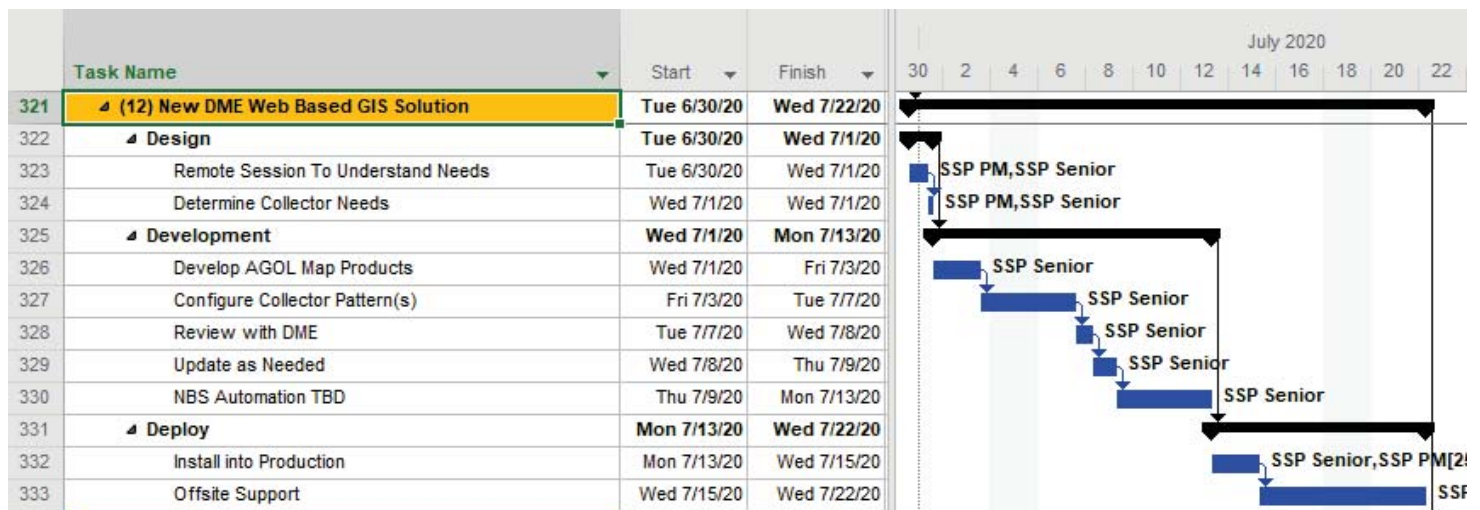 July 2020
Task Name Start Finish 30 2 4 6 8 10 12 14 16 18 20 22
321 (12) New DME Web Based GIS Solution Tue 6/30/20 Wed 7/22/20
322 Design Tue 6/30/20 Wed 7/1/20
323 Remote Session To Understand Needs Tue 6/30/20 Wed 7/1/20 SSP PM,SSP Senior
324 Determine Collector Needs Wed 7/1/20 Wed 7/1/20 SSP PM,SSP Senior
325 Development Wed 7/1/20 Mon 7/13/20
326 Develop AGOL Map Products Wed 7/1/20 Fri 7/3/20 SSP Senior
327 Configure Collector Pattern(s) Fri 7/3/20 Tue 7/7/20 SSP Senior
328 Review with DME Tue 7/7/20 Wed 7/8/20 SSP Senior
329 Update as Needed Wed 7/8/20 Thu 7/9/20 SSP Senior
330 NBS Automation TBD Thu 7/9/20 Mon 7/13/20 SSP Senior
331 Deploy Mon 7/13/20 Wed 7/22/20
332 Install into Production Mon 7/13/20 Wed 7/15/20 SSP Senior,SSP PM[25
333 Offsite Support Wed 7/15/20 Wed 7/22/20 SSP